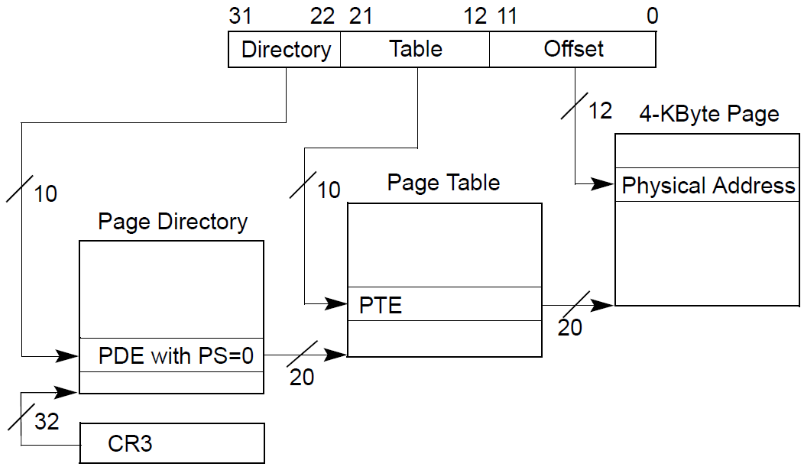 31 22 21 12 11 0
Directory Table Offset
12
4-KByte Page
10
10
Page Table
Physical Address
Page Directory
PTE
20
PDE with PS=0
20
32
CR3